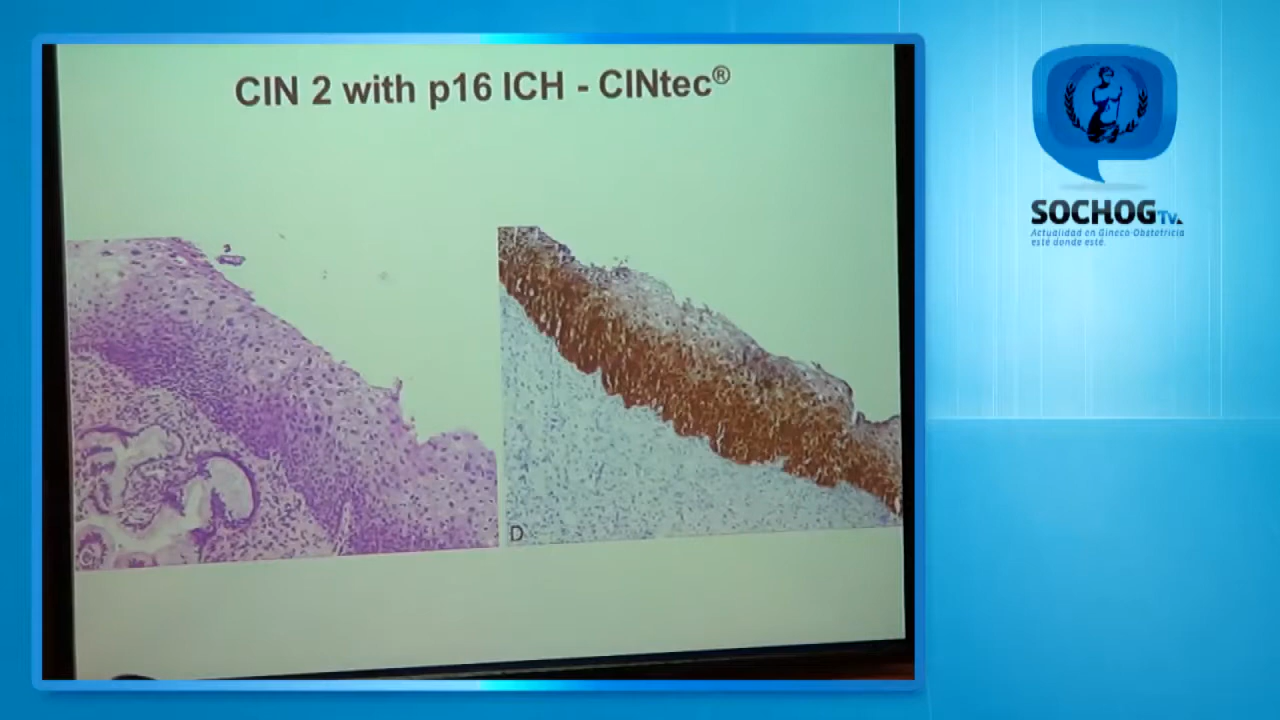 CIN 2 with p16 ICH - CINtec®
D
SOCHOG Tv.
Actualidad en Gineco-Obstetricia
esté donde esté.